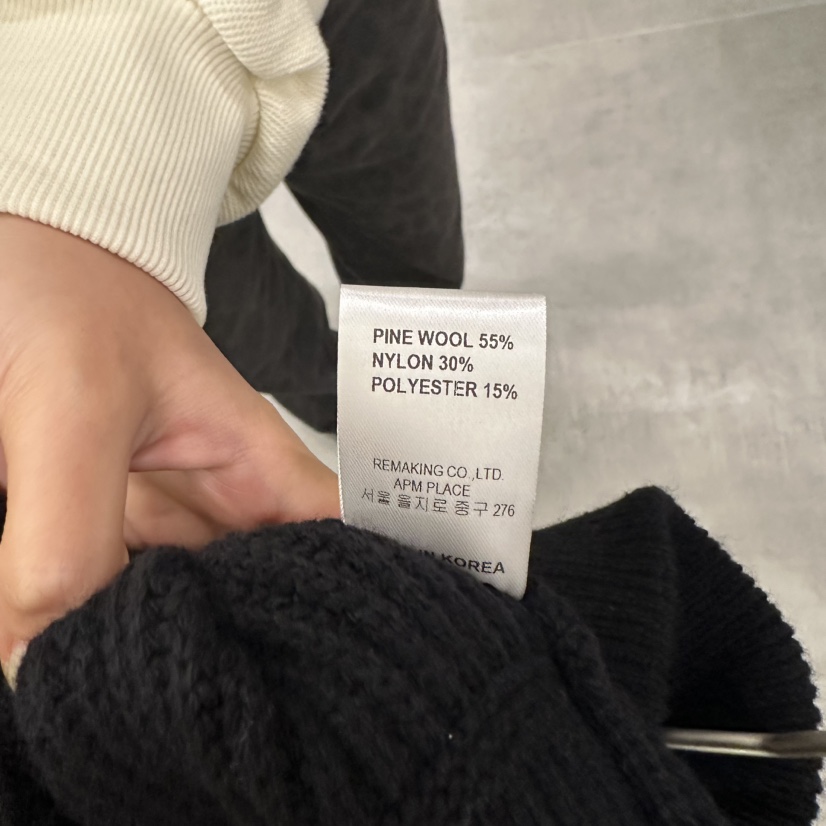 PINE WOOL 55%
NYLON 30%
POLYESTER 15%
REMAKING CO.,LTD.
APM PLACE
서울 을지로 중구 276
IN KOREA